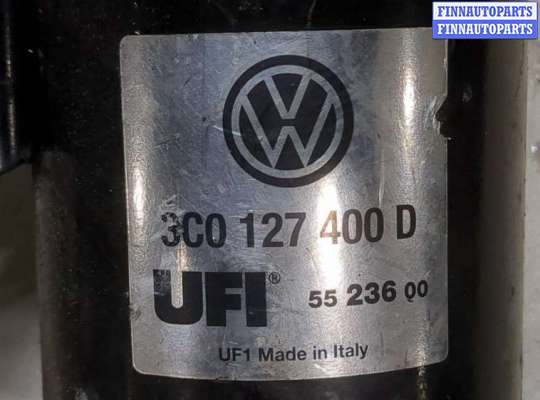 FINNAUTOPARTS
FINNAUTOPARTS
VW
3C0 127 400 D
UFI®
55 236 00
UF1 Made in Italy